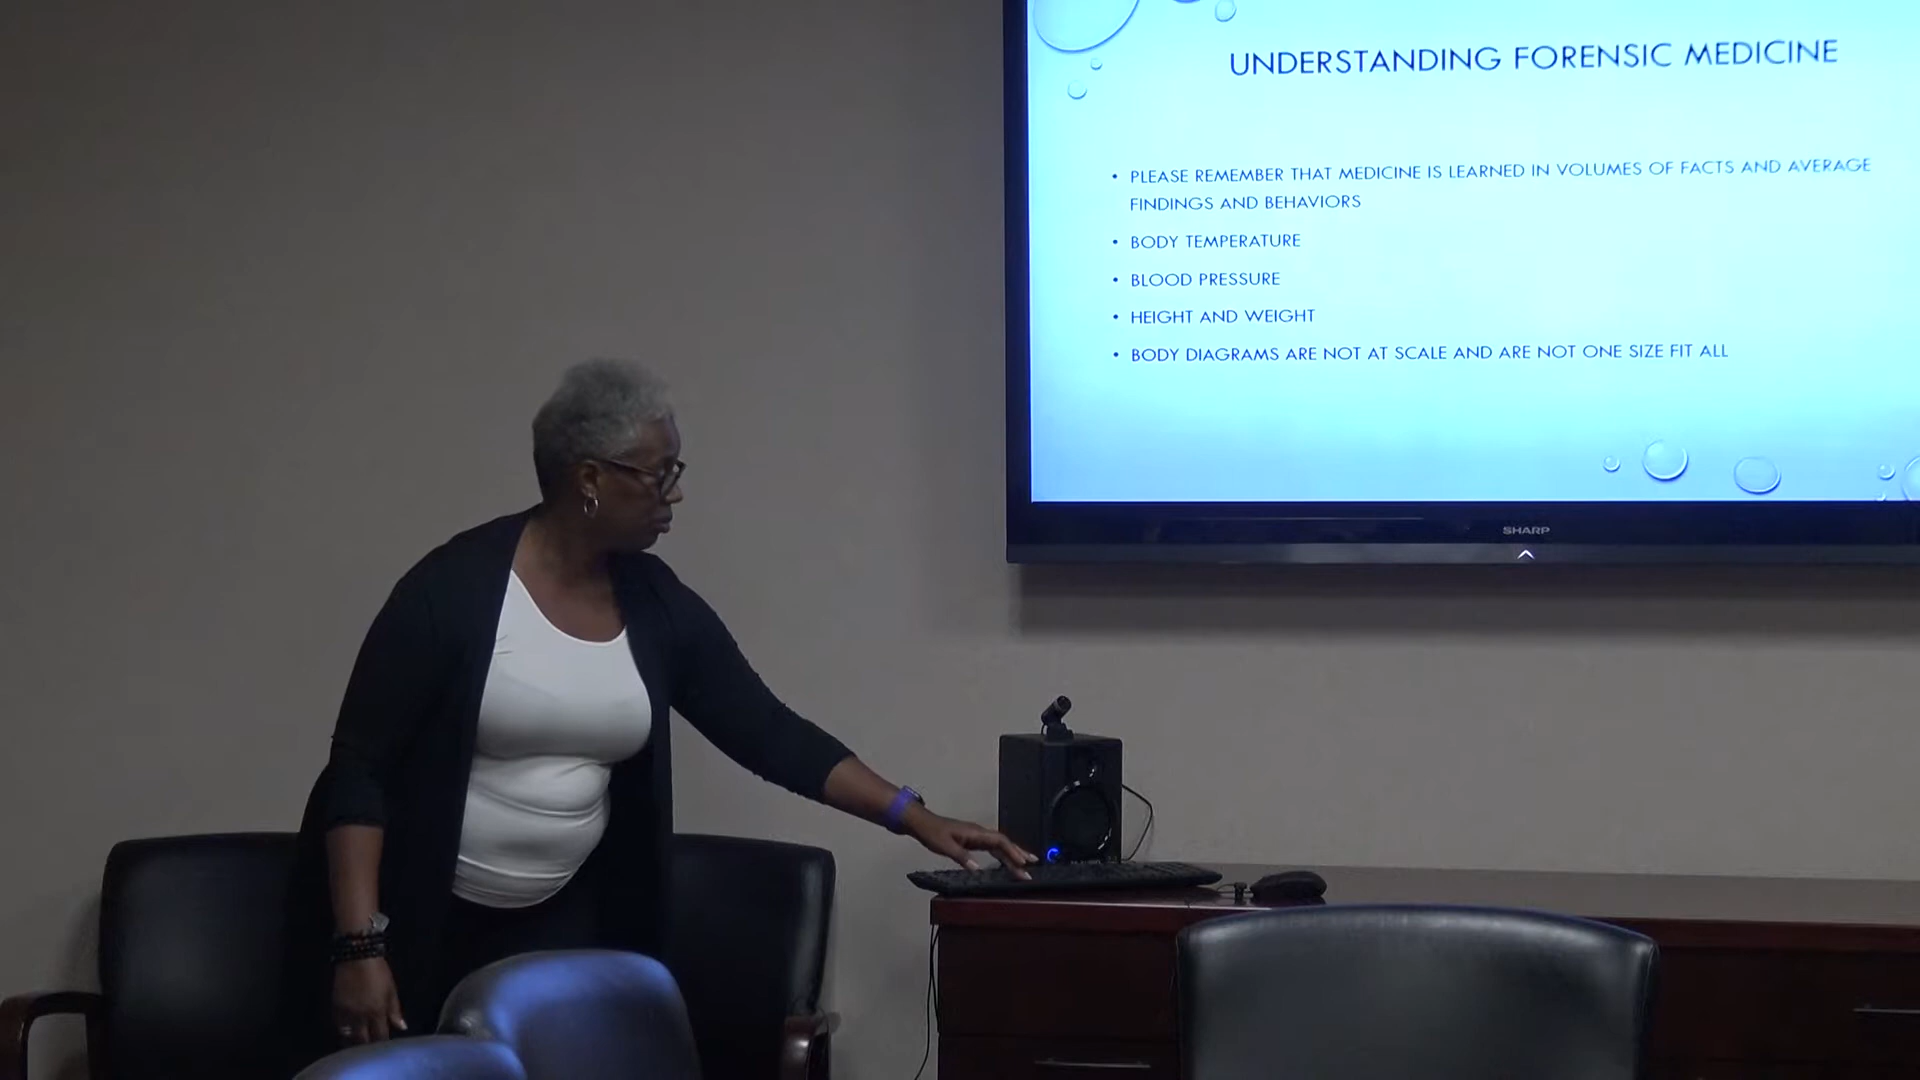 UNDERSTANDING FORENSIC MEDICINE
• PLEASE REMEMBER THAT MEDICINE IS LEARNED IN VOLUMES OF FACTS AND AVERAGE
FINDINGS AND BEHAVIORS
• BODY TEMPERATURE
• BLOOD PRESSURE
• HEIGHT AND WEIGHT
• BODY DIAGRAMS ARE NOT AT SCALE AND ARE NOT ONE SIZE FIT ALL
SHARP